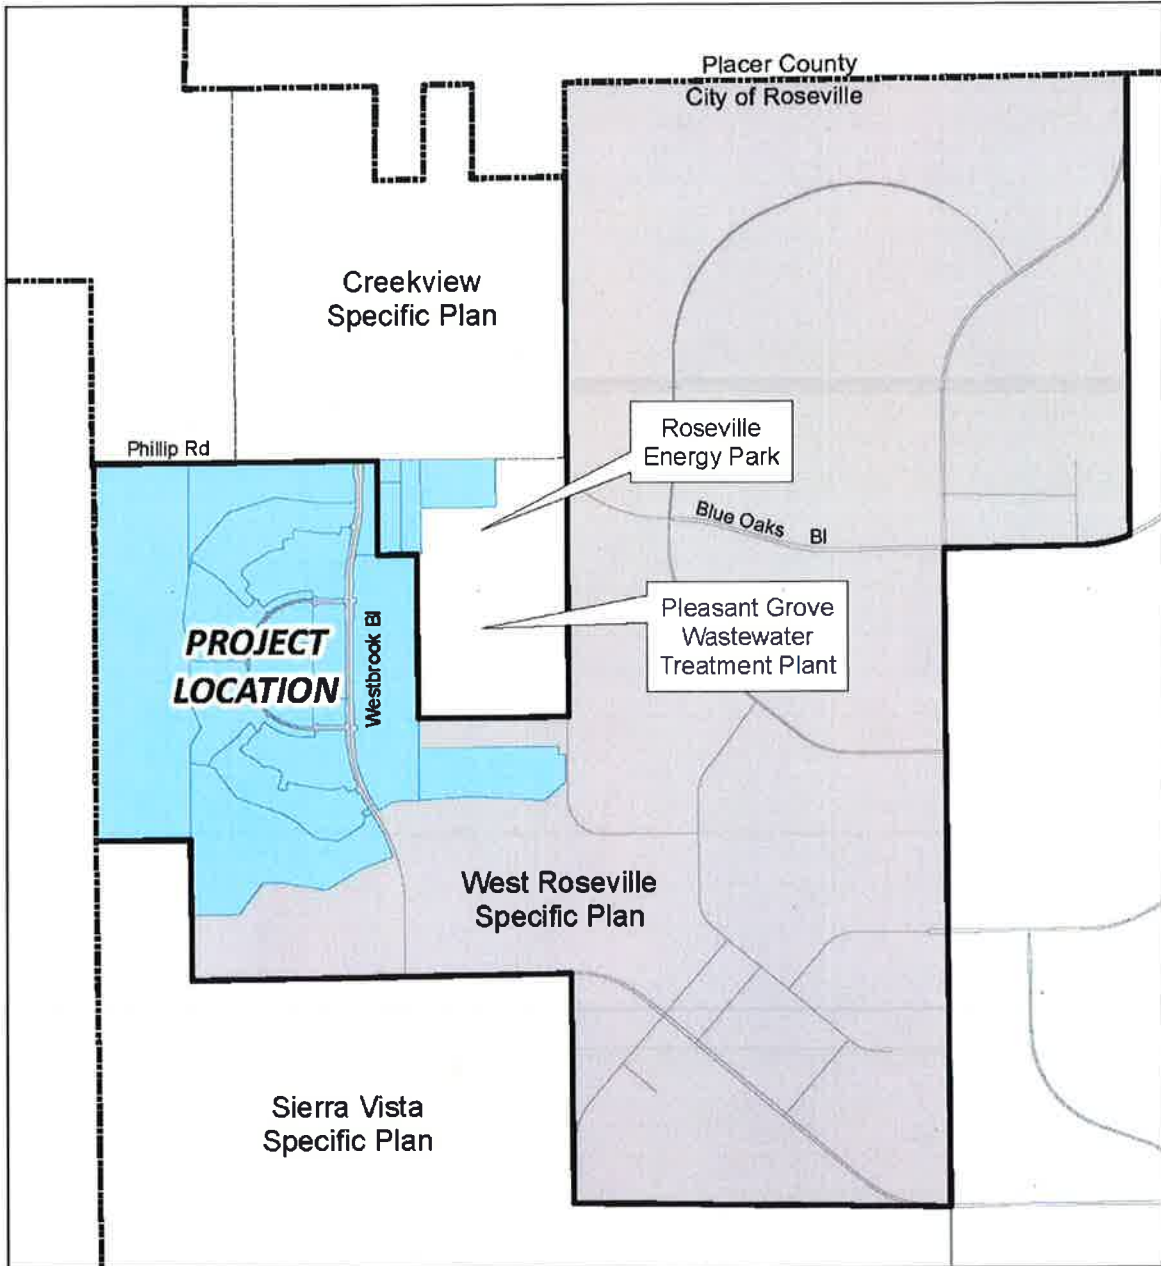 Placer County
City of Roseville
Creekview
Specific Plan
Phillip Rd
Roseville
Energy Park
Blue Oaks Bl
Pleasant Grove
Wastewater
Treatment Plant
PROJECT
LOCATION
Westbrook Bl
West Roseville
Specific Plan
Sierra Vista
Specific Plan